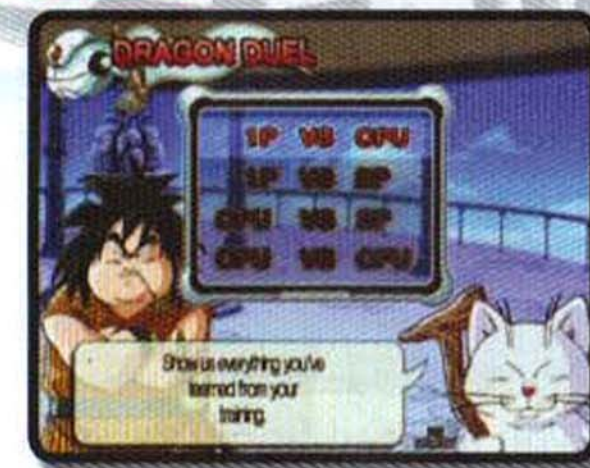 DRAGON DUEL
1P VS CPU
1P VS 2P
CPU VS 2P
CPU VS CPU
Show us everything you've
learned from your
training.